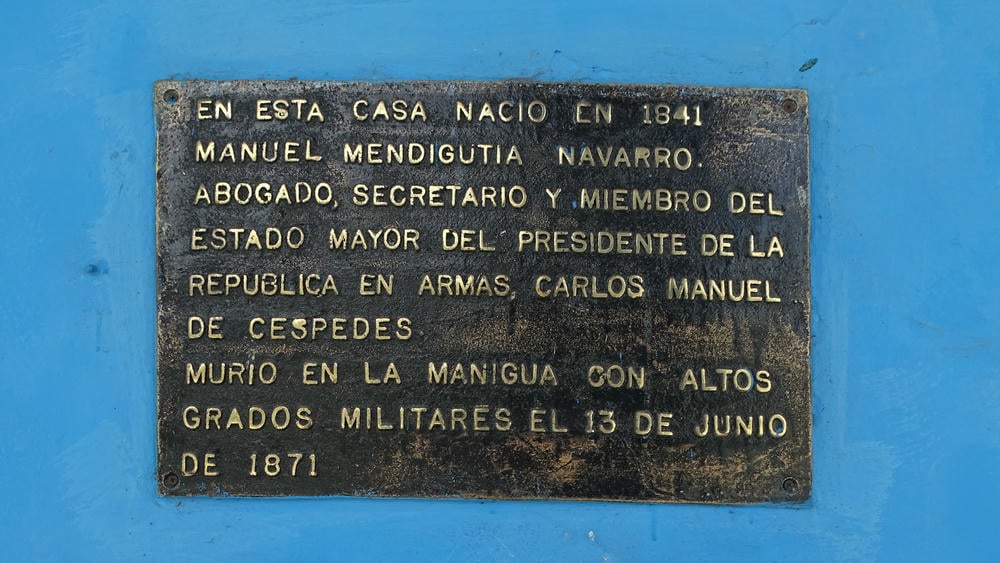 EN ESTA CASA NACIO EN 1841
MANUEL MENDIGUTIA NAVARRO.
ABOGADO, SECRETARIO Y MIEMBRO DEL
ESTADO MAYOR DEL PRESIDENTE DE LA
REPUBLICA EN ARMAS, CARLOS MANUEL
DE CESPEDES
MURIO EN LA MANIGUA CON ALTOS
GRADOS MILITARES EL 13 DE JUNIO
DE 1871